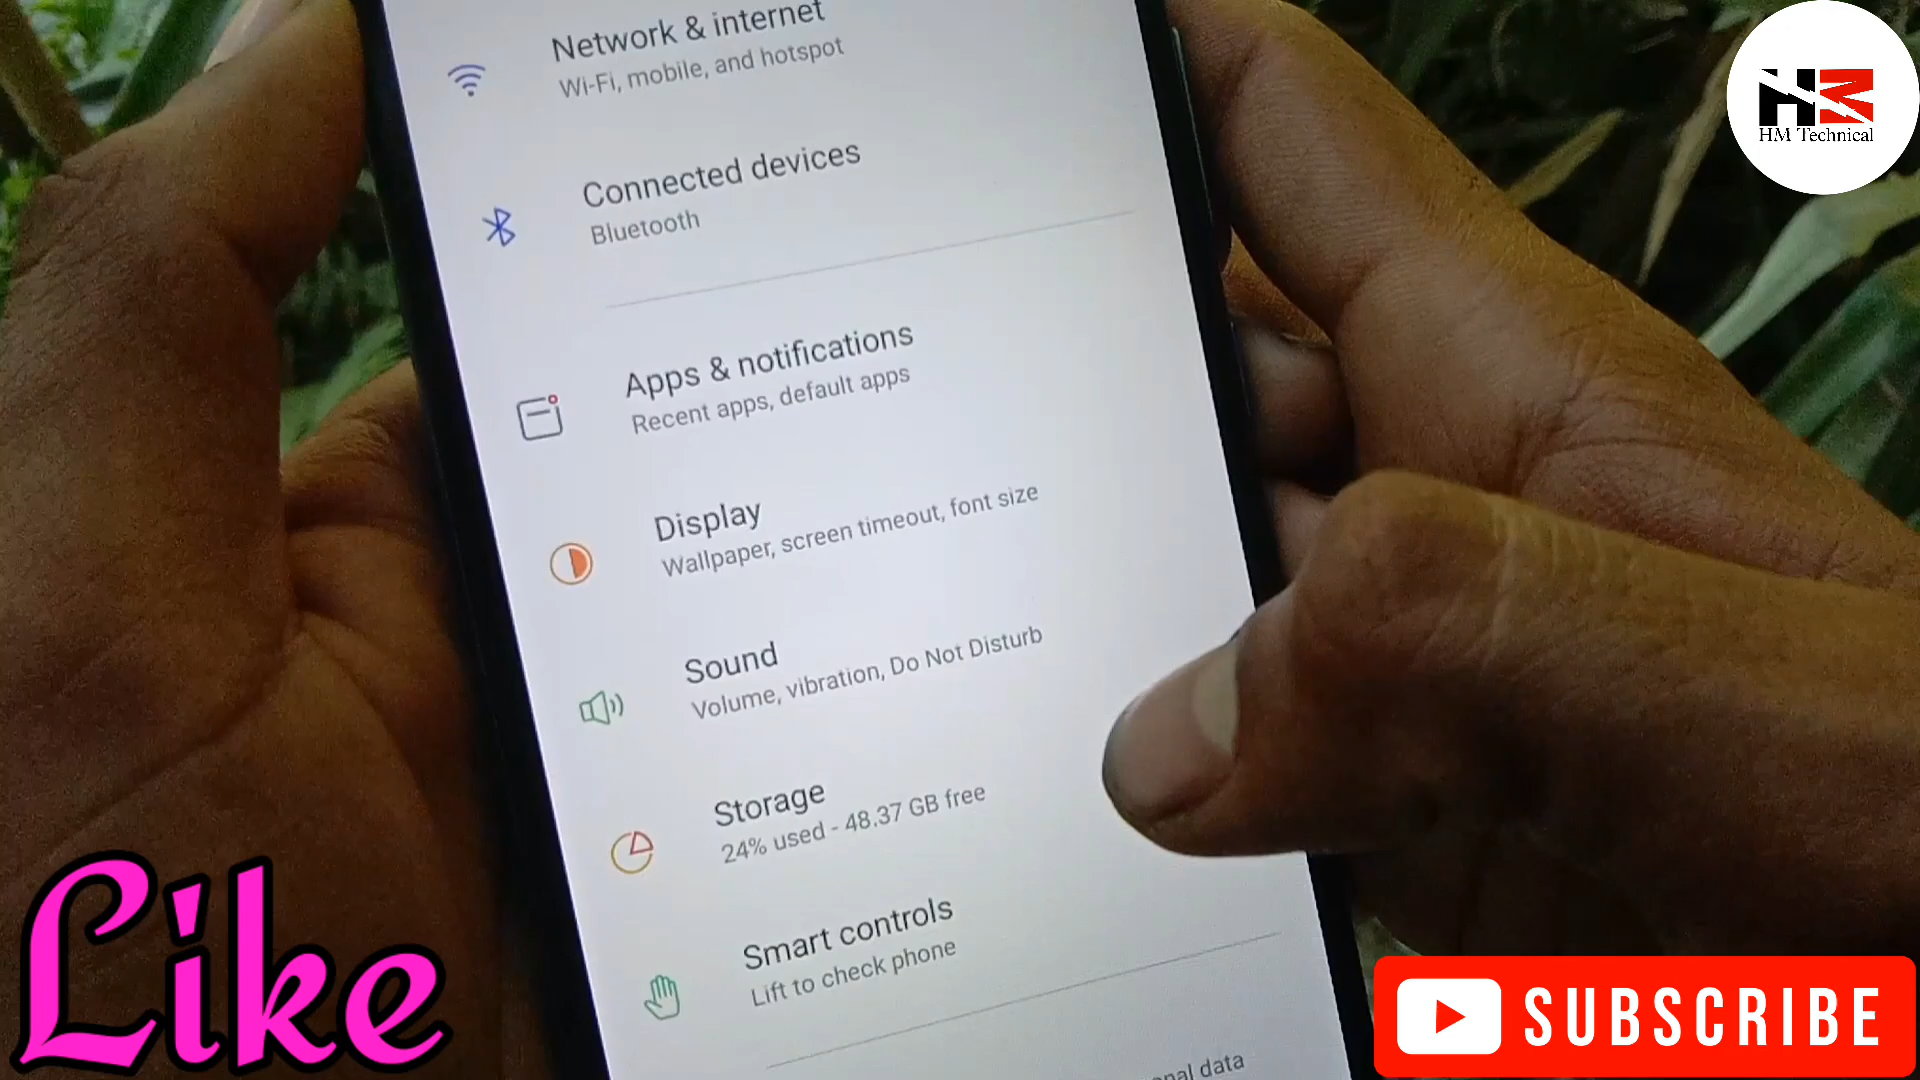 Network & internet
Wi-Fi, mobile, and hotspot
HM Technical
Connected devices
Bluetooth
Apps & notifications
Recent apps, default apps
Display
Wallpaper, screen timeout, font size
Sound
Volume, vibration, Do Not Disturb
Storage
24% used - 48.37 GB free
Smart controls
Lift to check phone
data
Like
SUBSCRIBE